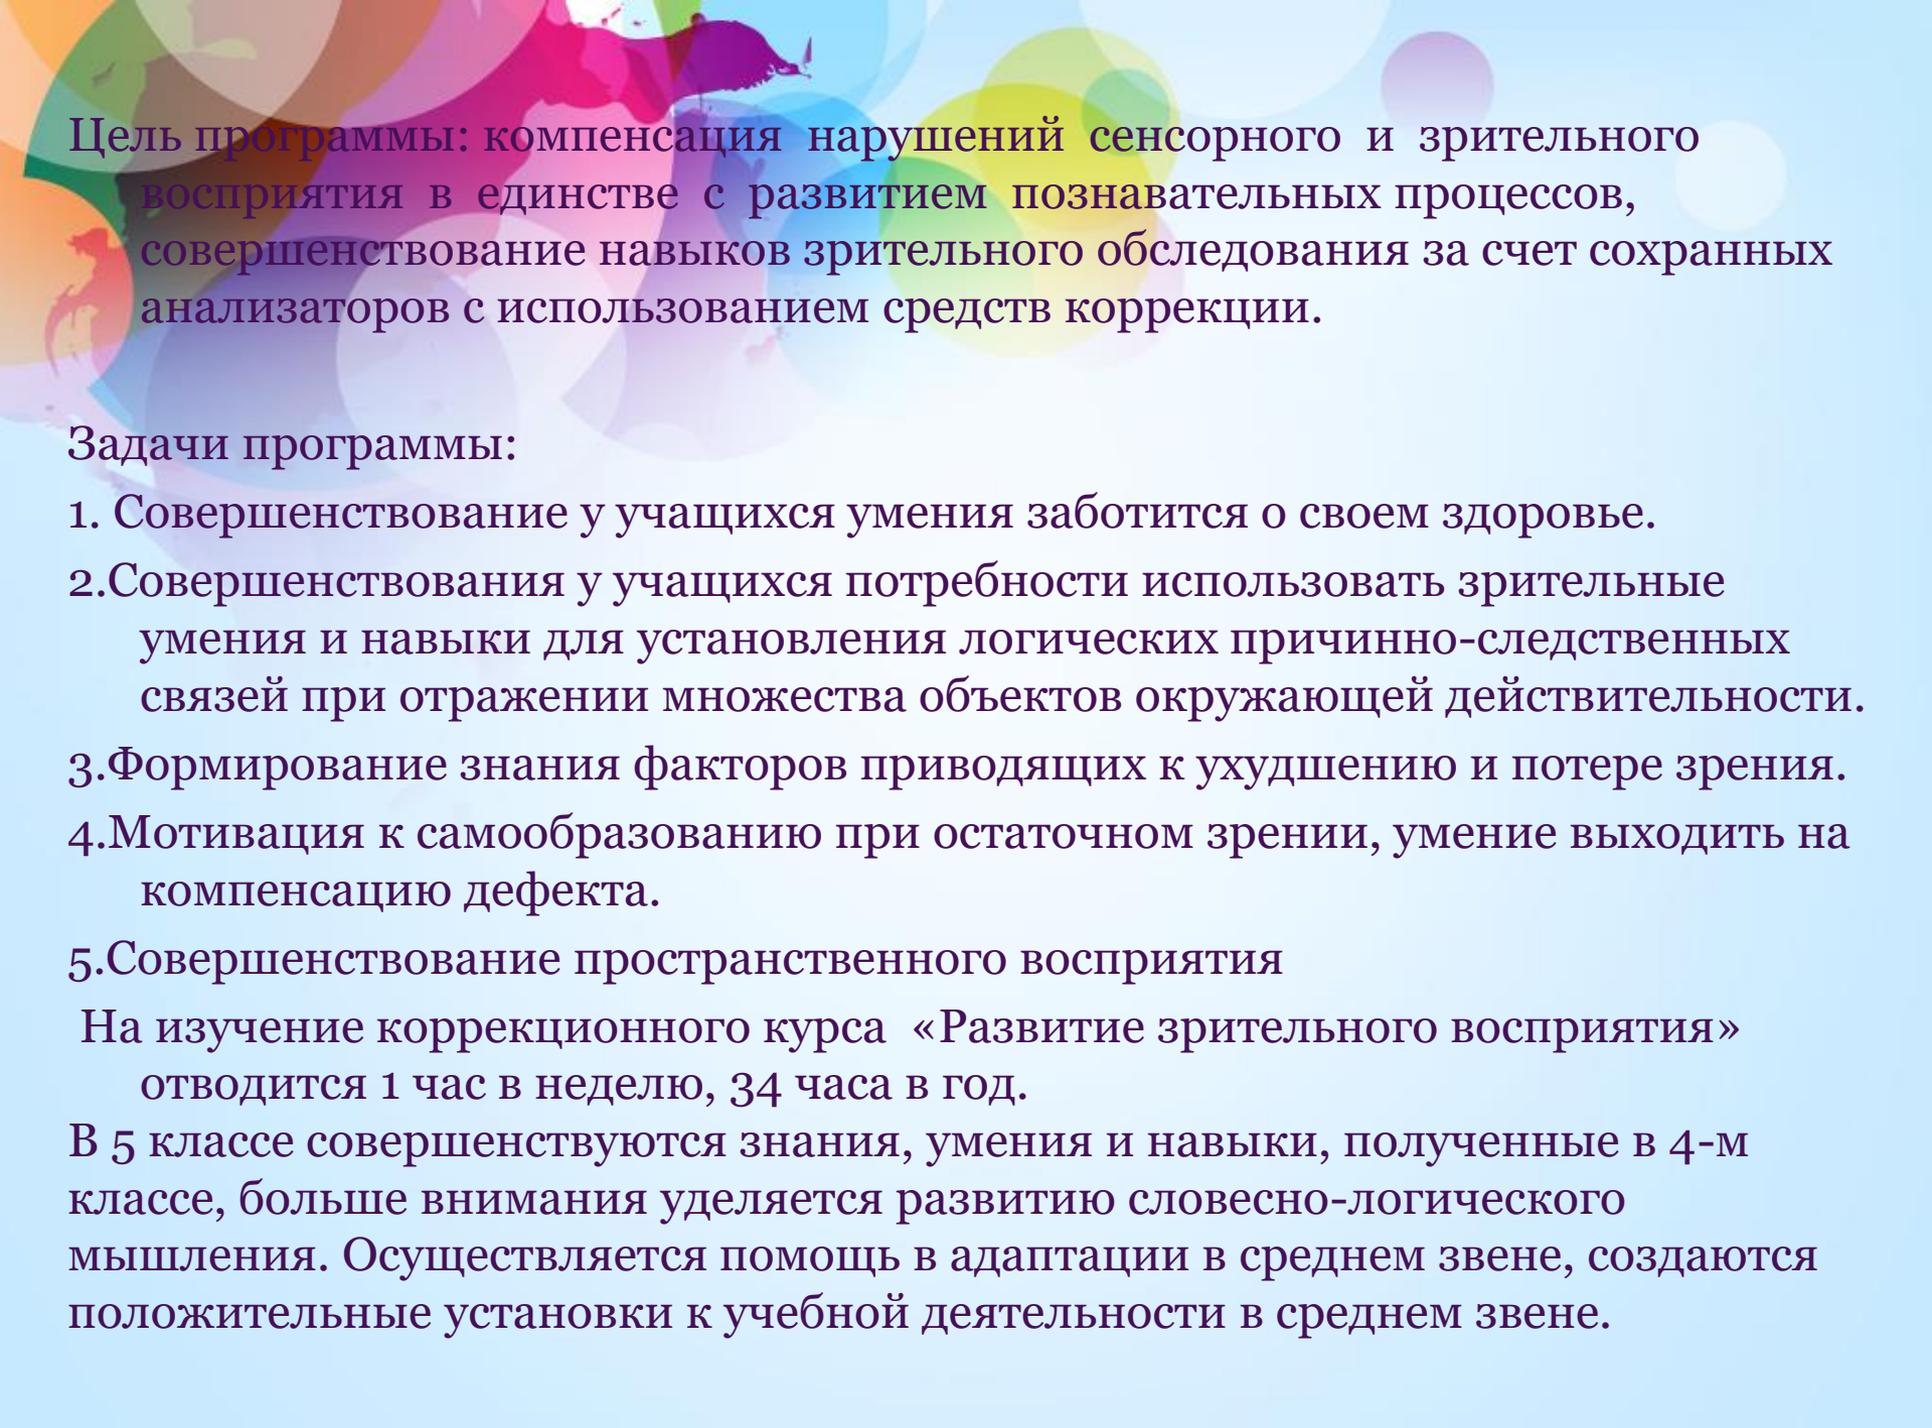 Цель программы: компенсация нарушений сенсорного и зрительного
восприятия в единстве с развитием познавательных процессов,
совершенствование навыков зрительного обследования за счет сохранных
анализаторов с использованием средств коррекции.
Задачи программы:
1. Совершенствование у учащихся умения заботится о своем здоровье.
2.Совершенствования у учащихся потребности использовать зрительные
умения и навыки для установления логических причинно-следственных
связей при отражении множества объектов окружающей действительности.
3.Формирование знания факторов приводящих к ухудшению и потере зрения.
4.Мотивация к самообразованию при остаточном зрении, умение выходить на
компенсацию дефекта.
5.Совершенствование пространственного восприятия
На изучение коррекционного курса «Развитие зрительного восприятия»
отводится 1 час в неделю, 34 часа в год.
В 5 классе совершенствуются знания, умения и навыки, полученные в 4-м
классе, больше внимания уделяется развитию словесно-логического
мышления. Осуществляется помощь в адаптации в среднем звене, создаются
положительные установки к учебной деятельности в среднем звене.